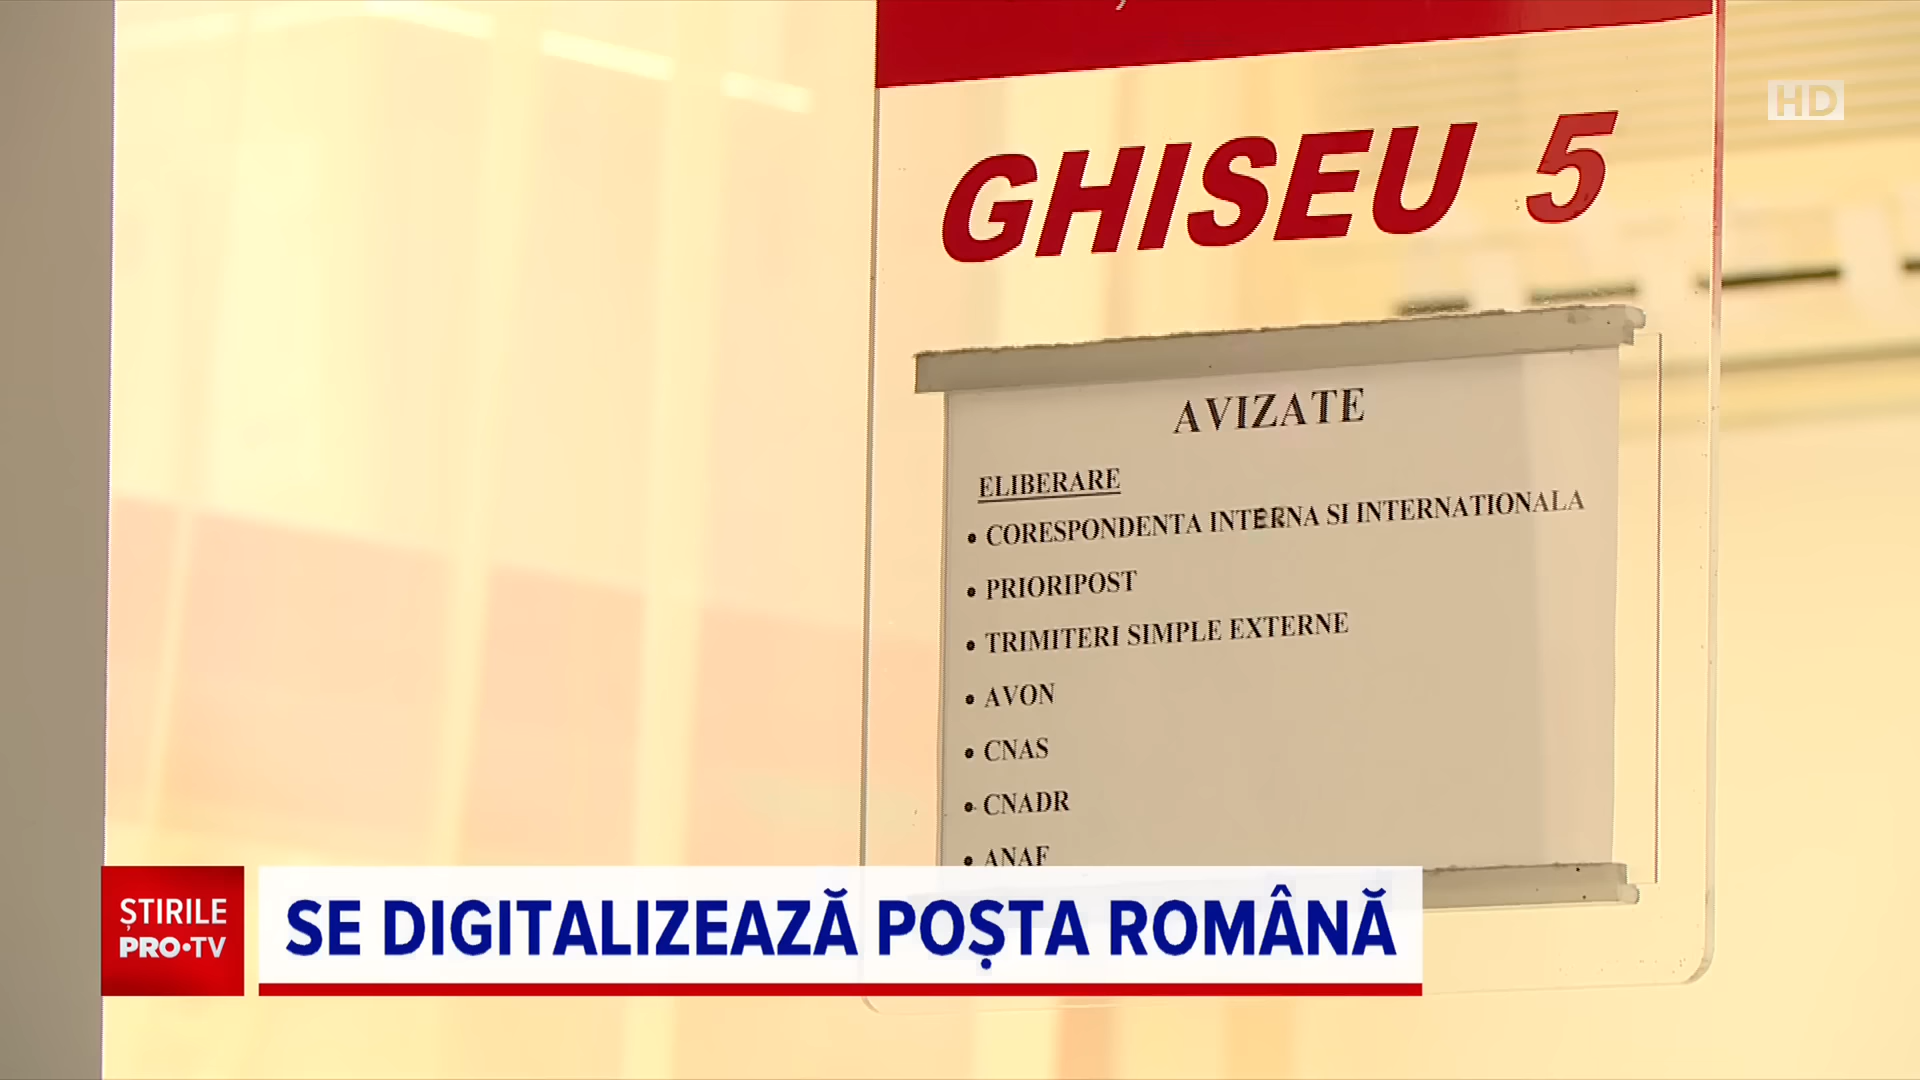 HD
GHISEU 5
AVIZATE
ELIBERARE
• CORESPONDENTA INTERNA SI INTERNATIONALA
• PRIORIPOST
• TRIMITERI SIMPLE EXTERNE
• AVON
• CNAS
• CNADR
• ANAF
ȘTIRILE
PRO•TV
SE DIGITALIZEAZĂ POȘTA ROMÂNĂ